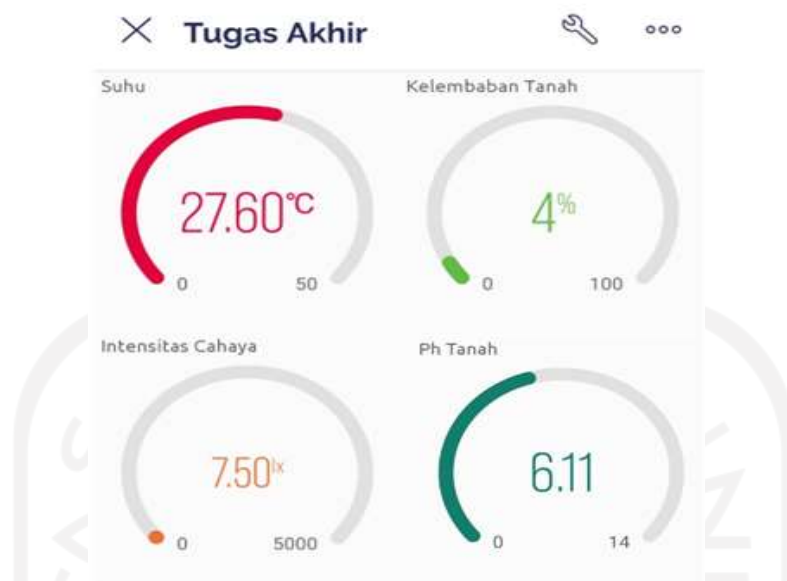 Tugas Akhir
Suhu
Kelembaban Tanah
27.60°C
4%
0 50
0 100
Intensitas Cahaya
Ph Tanah
7.50lx
6.11
0 5000
0 14